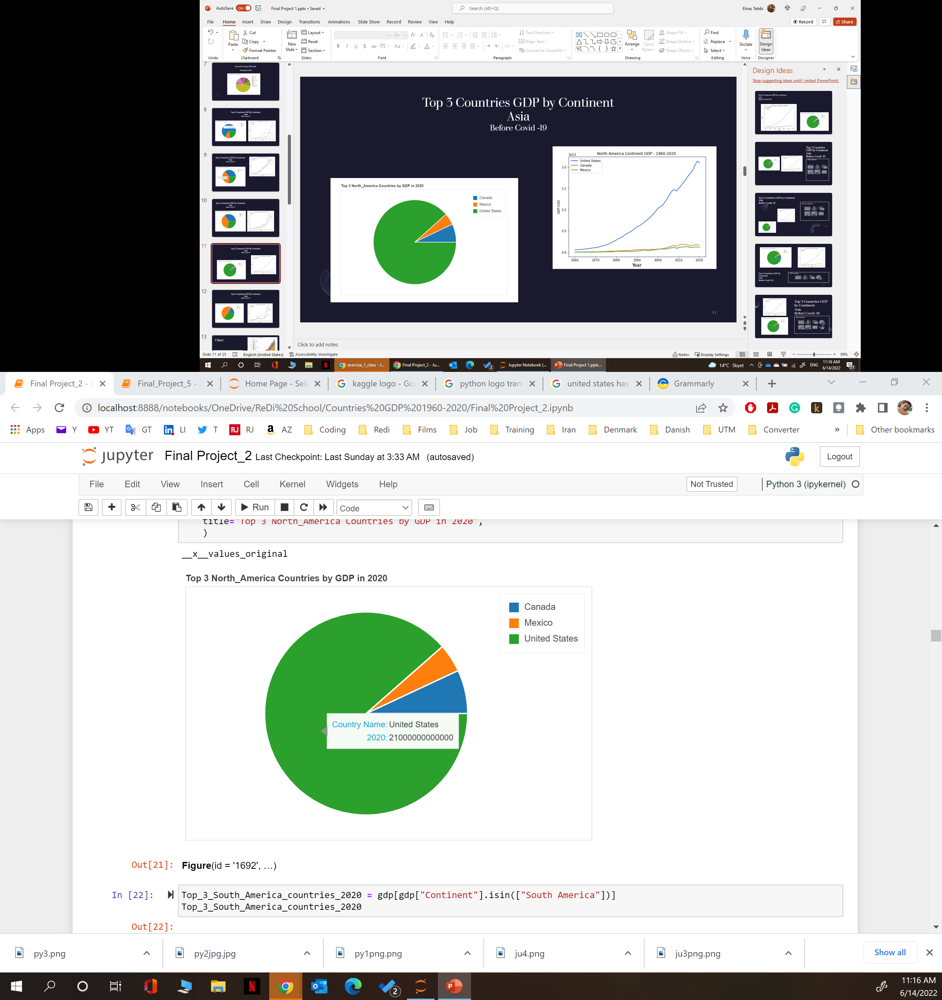 AutoSave On Final Project 1.pptx • Saved Search (Alt+Q) Elnaz Talebi
File Home Insert Draw Design Transitions Animations Slide Show Record Review View Help Record Share
Paste Cut Copy Format Painter New Slide Layout Reset Section
Text Direction Align Text Convert to SmartArt Arrange Quick Styles Shape Fill Shape Outline Shape Effects Find Replace Select Dictate Design Ideas
Undo Clipboard Slides Font Paragraph Drawing Editing Voice Designer
7
8
9
10
11
12
13
Chart
Top 3 Countries GDP by Continent
Asia
Before Covid -19
Top 3 North_America Countries by GDP in 2020
Canada
Mexico
United States
1e13 North America Continent GDP - 1960-2020
United States
Canada
Mexico
2.0
1.5
1.0
0.5
0.0
GDP-USD
1960 1970 1980 1990 2000 2010 2020
Year
11
Design Ideas
Stop suggesting ideas until I restart PowerPoint.
Top 3 Countries GDP by Continent
Asia
Before Covid -19
Click to add notes
Slide 11 of 25 English (United States) Accessibility: Investigate Notes Display Settings 99%
exercise_1_class - J... Final Project_2 - Ju... 2 Jupyter Notebook (... Final Project 1.pptx... 14°C Skyet ENG 11:16 AM 6/14/2022 21
Final Project_2 - J Final_Project_5 - J Home Page - Sele kaggle logo - Goo python logo trans united states has Grammarly
localhost:8888/notebooks/OneDrive/ReDi%20School/Countries%20GDP%201960-2020/Final%20Project_2.ipynb
Apps Y YT GT LI T RJ AZ Coding Redi Films Job Training Iran Denmark Danish UTM Converter » Other bookmarks
jupyter Final Project_2 Last Checkpoint: Last Sunday at 3:33 AM (autosaved) Logout
File Edit View Insert Cell Kernel Widgets Help Not Trusted Python 3 (ipykernel)
Run Code
title="Top 3 North_America Countries by GDP in 2020",
)
__x__values_original
Top 3 North_America Countries by GDP in 2020
Canada
Mexico
United States
Country Name: United States
2020: 21000000000000
Out[21]: Figure(id = '1692', …)
In [22]: Top_3_South_America_countries_2020 = gdp[gdp["Continent"].isin(["South America"])]
Top_3_South_America_countries_2020
Out[22]:
py3.png py2jpg.jpg py1png.png ju4.png ju3png.png Show all
2 11:16 AM
6/14/2022